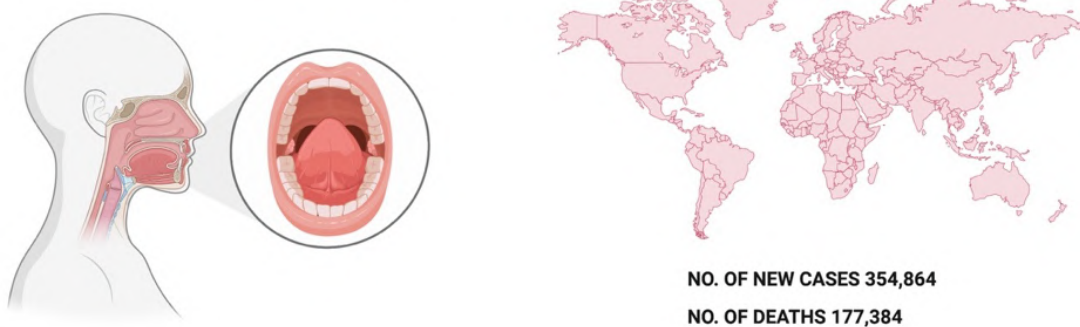 NO. OF NEW CASES 354,864
NO. OF DEATHS 177,384